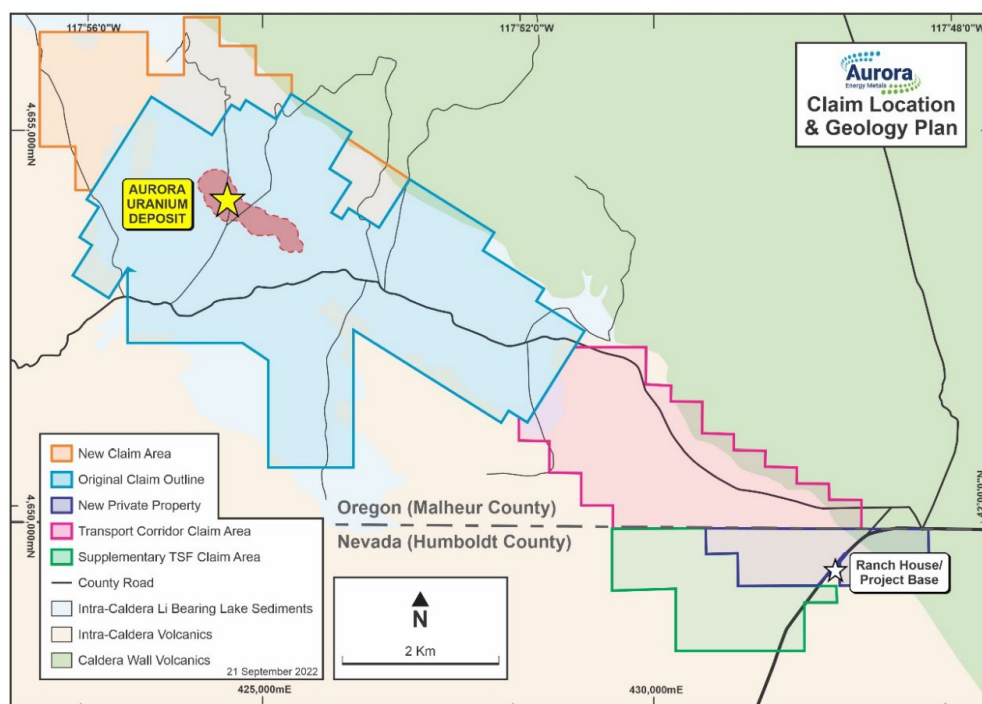 117°56'0"W
117°52'0"W
117°48'0"W
Aurora
Energy Metals
Claim Location
& Geology Plan
4,655,000mN
AURORA
URANIUM
DEPOSIT
New Claim Area
Original Claim Outline
New Private Property
Transport Corridor Claim Area
Supplementary TSF Claim Area
County Road
Intra-Caldera Li Bearing Lake Sediments
Intra-Caldera Volcanics
Caldera Wall Volcanics
21 September 2022
4,650,000mN
Oregon (Malheur County)
Nevada (Humboldt County)
42°0'0"N
Ranch House/
Project Base
N
2 Km
425,000mE
430,000mE